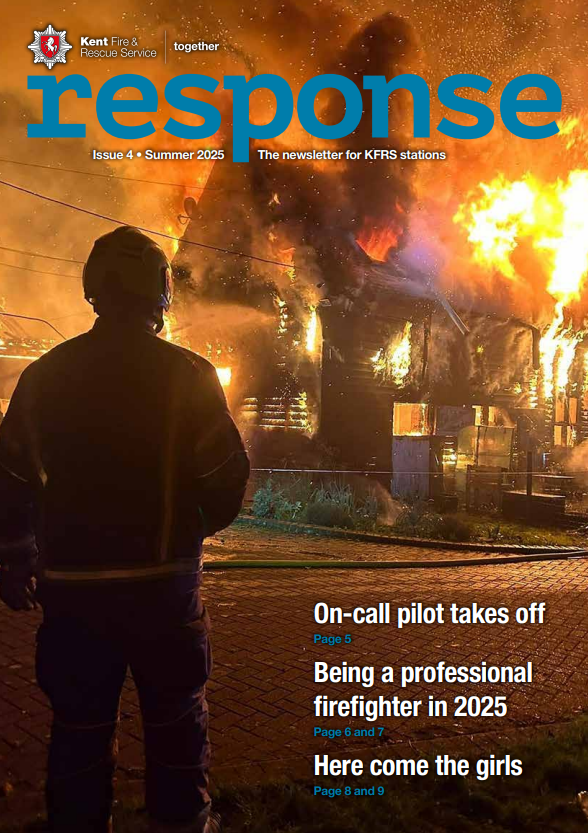 Kent Fire &
Rescue Service
together
response
Issue 4 • Summer 2025
The newsletter for KFRS stations
On-call pilot takes off
Page 5
Being a professional
firefighter in 2025
Page 6 and 7
Here come the girls
Page 8 and 9